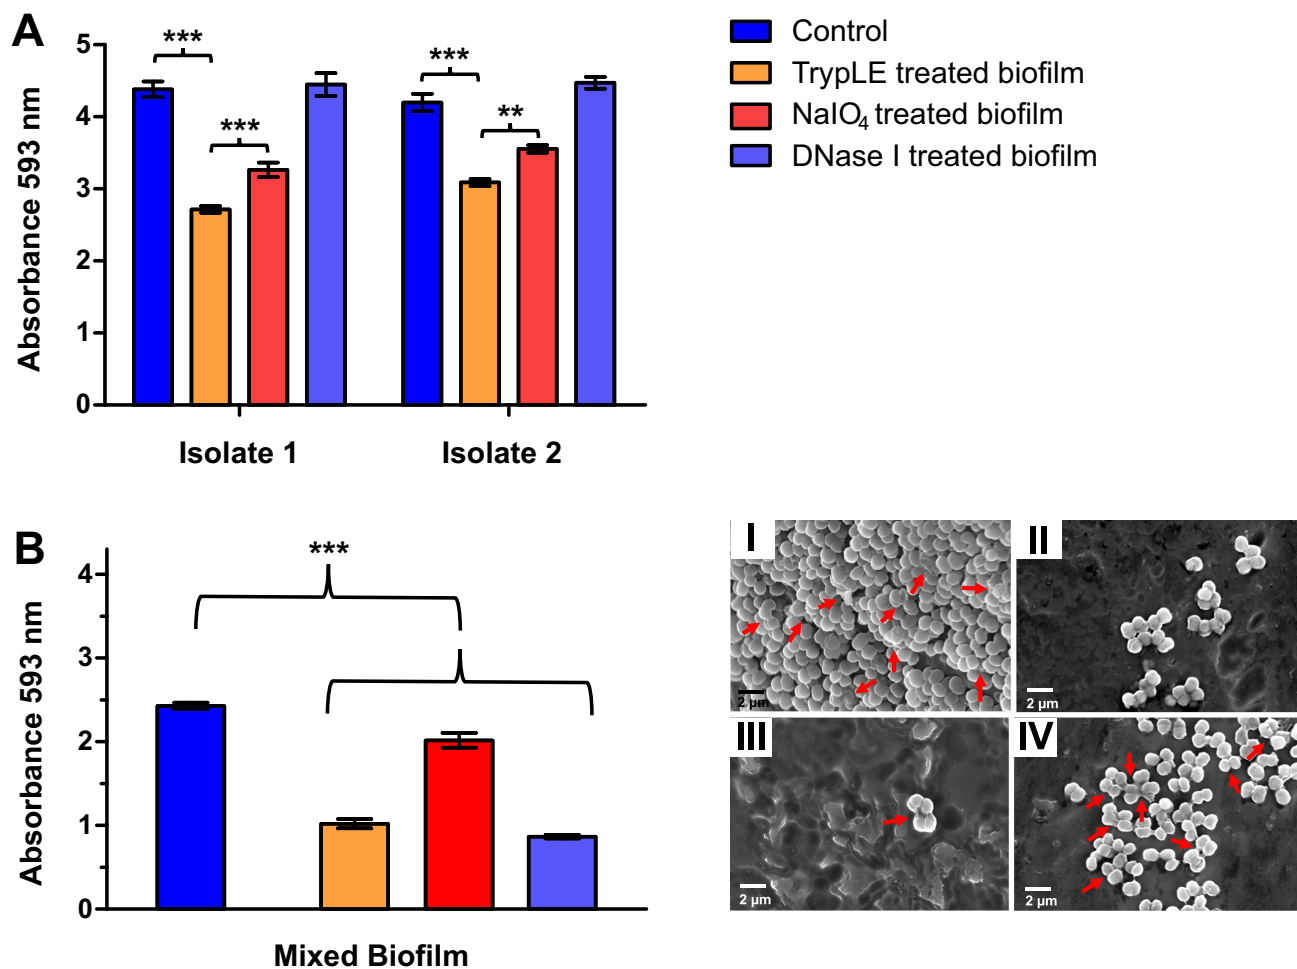 A
Absorbance 593 nm
5
4
3
2
1
0
***
***
***
**
Isolate 1
Isolate 2
Control
TrypLE treated biofilm
NaIO₄ treated biofilm
DNase I treated biofilm
B
Absorbance 593 nm
4
3
2
1
0
***
Mixed Biofilm
I
2 µm
II
2 µm
III
2 µm
IV
2 µm